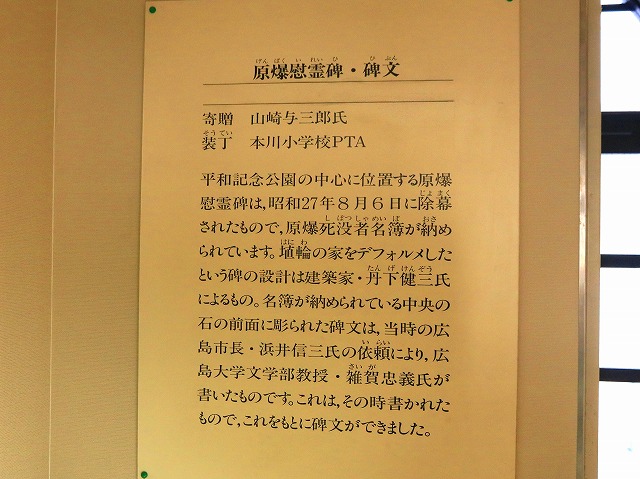 原爆慰霊碑・碑文
寄贈 山崎与三郎氏
装丁 本川小学校PTA
平和記念公園の中心に位置する原爆
慰霊碑は,昭和27年8月6日に除幕
されたもので,原爆死没者名簿が納め
られています。埴輪の家をデフォルメした
という碑の設計は建築家・丹下健三氏
によるもの。名簿が納められている中央の
石の前面に彫られた碑文は,当時の広
島市長・浜井信三氏の依頼により,広
島大学文学部教授・雑賀忠義氏が
書いたものです。これは,その時書かれた
もので,これをもとに碑文ができました。